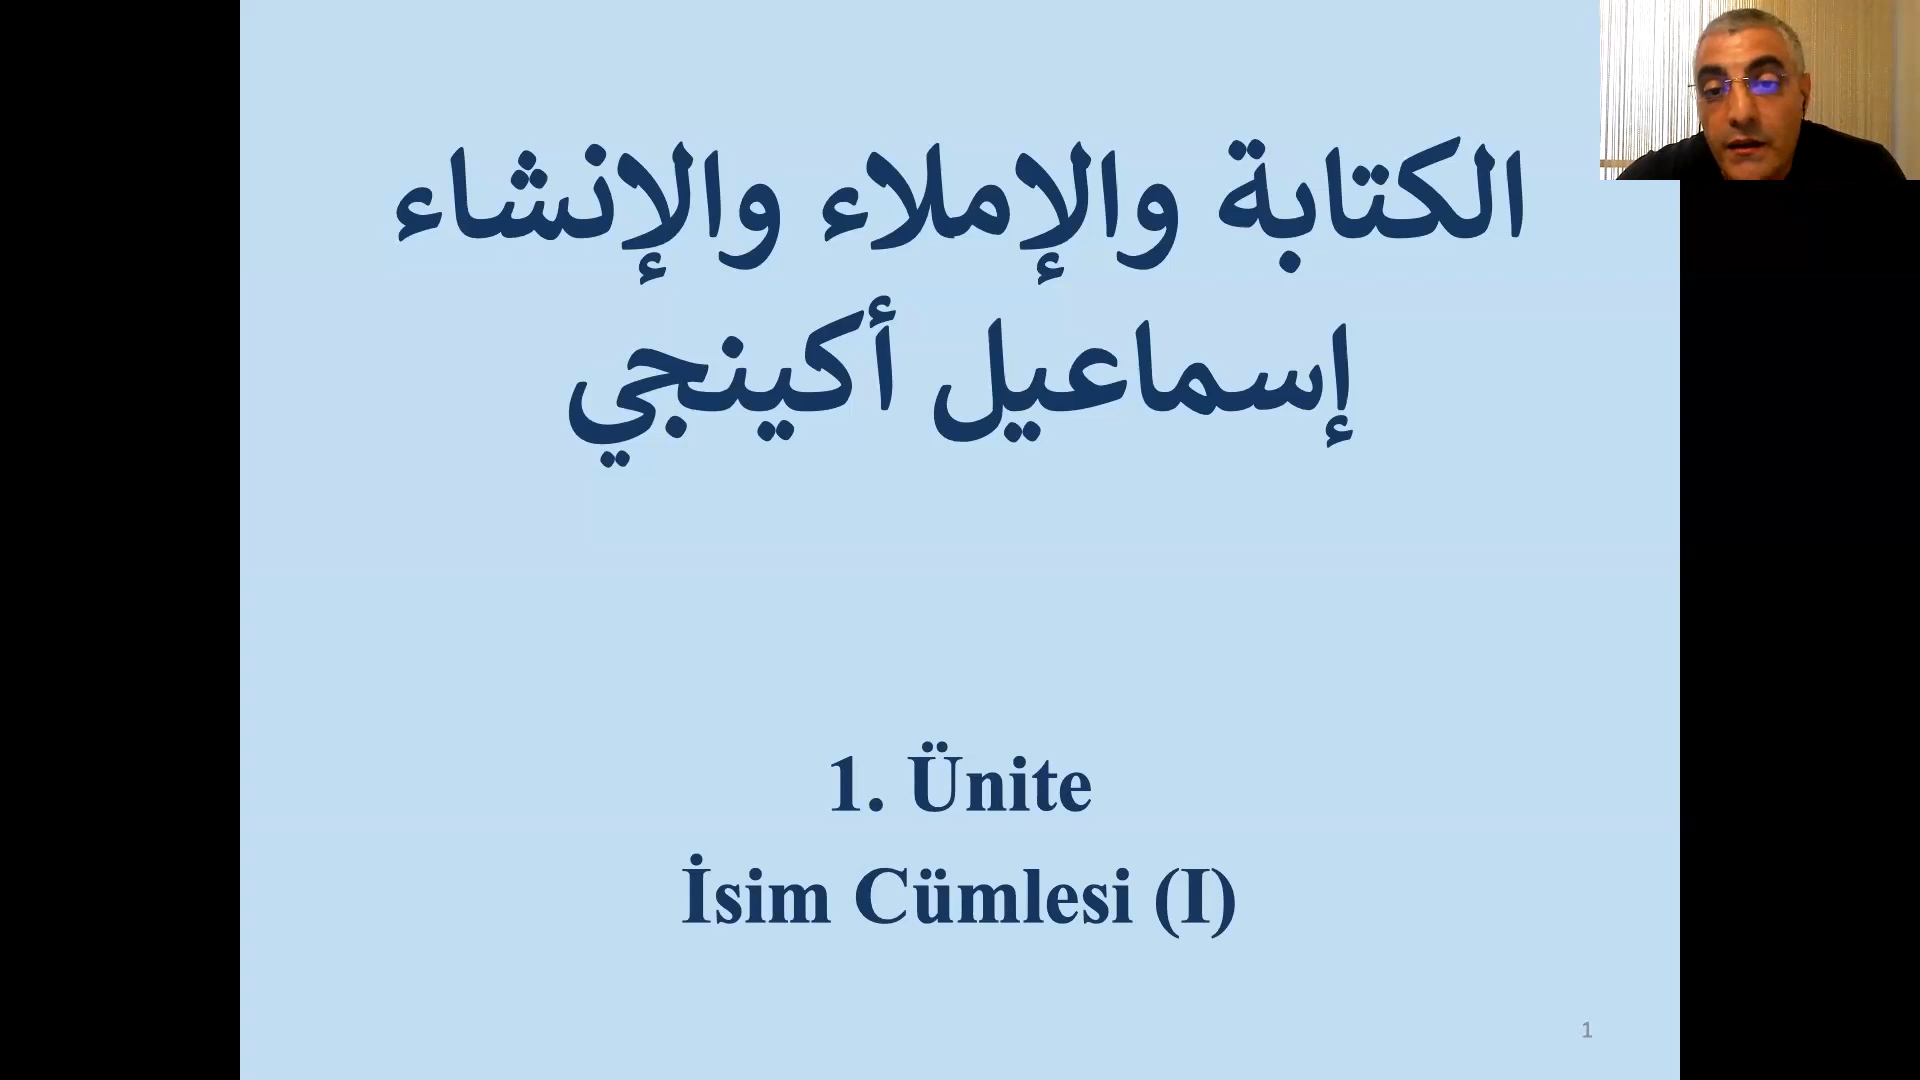 الكتابة والإملاء والإنشاء
إسماعيل أكينجي
1. Ünite
İsim Cümlesi (I)
1